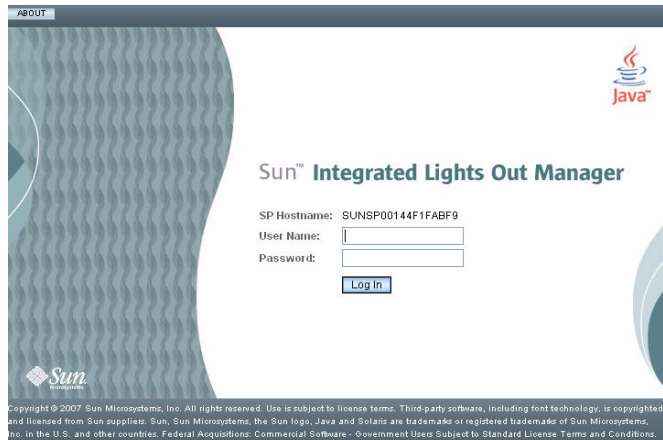 ABOUT
Java™
Sun™ Integrated Lights Out Manager
SP Hostname: SUNSP00144F1FABF9
User Name:
Password:
Log In
Sun
Microsystems
Copyright © 2007 Sun Microsystems, Inc. All rights reserved. Use is subject to license terms. Third-party software, including font technology, is copyrighted
and licensed from Sun suppliers. Sun, Sun Microsystems, the Sun logo, Java and Solaris are trademarks or registered trademarks of Sun Microsystems,
Inc. in the U.S. and other countries. Federal Acquisitions: Commercial Software - Government Users Subject to Standard License Terms and Conditions.